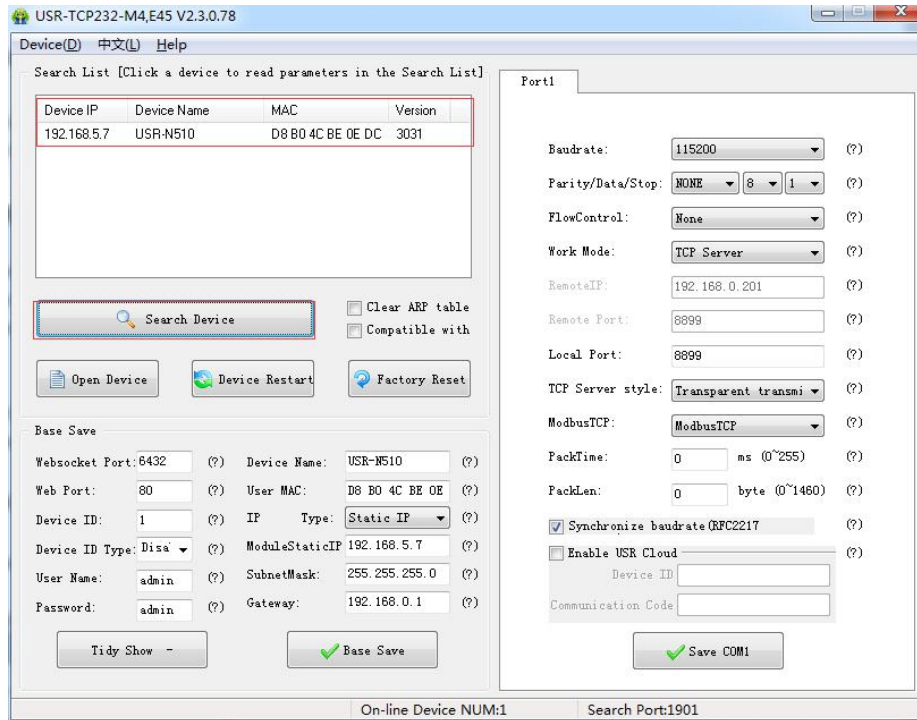 USR-TCP232-M4,E45 V2.3.0.78
Device(D) 中文(L) Help
Search List [Click a device to read parameters in the Search List]
Device IP Device Name MAC Version
192.168.5.7 USR-N510 D8 B0 4C BE 0E DC 3031
Search Device
Clear ARP table
Compatible with
Open Device Device Restart Factory Reset
Base Save
Websocket Port: 6432 (?) Device Name: USR-N510 (?)
Web Port: 80 (?) User MAC: D8 B0 4C BE 0E (?)
Device ID: 1 (?) IP Type: Static IP (?)
Device ID Type: Disa (?) ModuleStaticIP 192.168.5.7 (?)
User Name: admin (?) SubnetMask: 255.255.255.0 (?)
Password: admin (?) Gateway: 192.168.0.1 (?)
Tidy Show - Base Save
Port1
Baudrate: 115200 (?)
Parity/Data/Stop: NONE 8 1 (?)
FlowControl: None (?)
Work Mode: TCP Server (?)
RemoteIP: 192.168.0.201 (?)
Remote Port: 8899 (?)
Local Port: 8899 (?)
TCP Server style: Transparent transmi (?)
ModbusTCP: ModbusTCP (?)
PackTime: 0 ms (0~255) (?)
PackLen: 0 byte (0~1460) (?)
Synchronize baudrate(RFC2217 (?)
Enable USR Cloud (?)
Device ID
Communication Code
Save COM1
On-line Device NUM:1 Search Port:1901